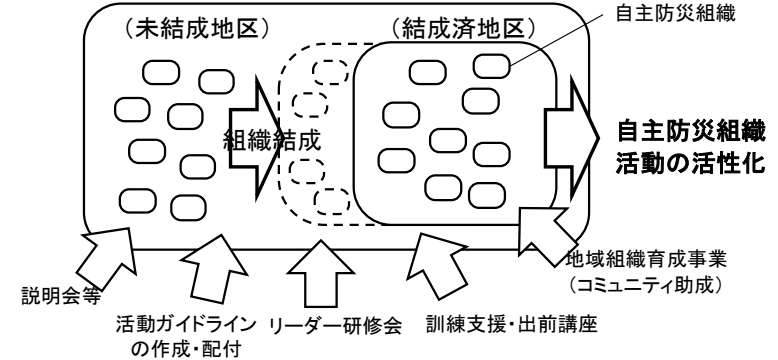 （未結成地区）
（結成済地区）
自主防災組織
組織結成
自主防災組織
活動の活性化
説明会等
活動ガイドライン
の作成・配付
リーダー研修会
訓練支援・出前講座
地域組織育成事業
（コミュニティ助成）